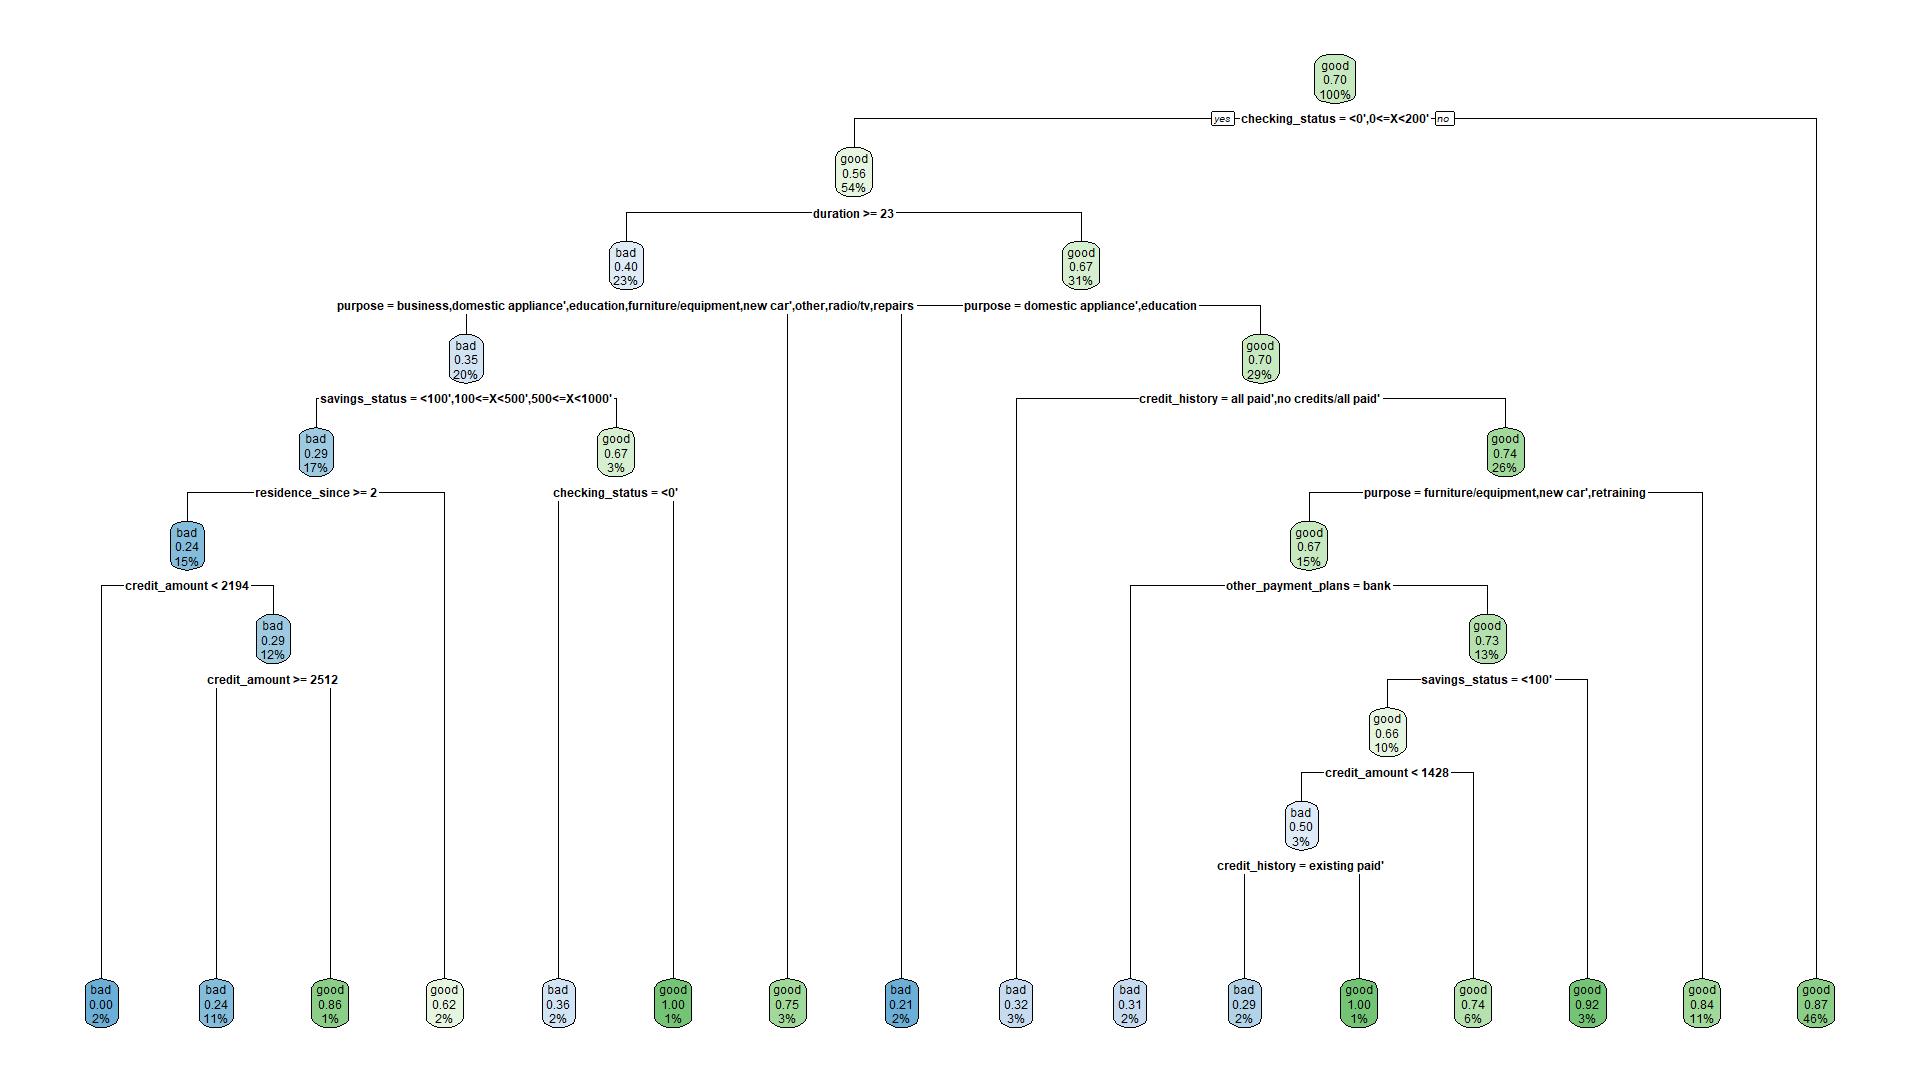 good
0.70
100%
yes checking_status = <0',0<=X<200' no
good
0.56
54%
duration >= 23
bad
0.40
23%
good
0.67
31%
purpose = business,domestic appliance',education,furniture/equipment,new car',other,radio/tv,repairs
purpose = domestic appliance',education
bad
0.35
20%
good
0.70
29%
savings_status = <100',100<=X<500',500<=X<1000'
credit_history = all paid',no credits/all paid'
bad
0.29
17%
good
0.67
3%
good
0.74
26%
residence_since >= 2
checking_status = <0'
purpose = furniture/equipment,new car',retraining
bad
0.24
15%
good
0.67
15%
credit_amount < 2194
other_payment_plans = bank
bad
0.29
12%
good
0.73
13%
credit_amount >= 2512
savings_status = <100'
good
0.66
10%
credit_amount < 1428
bad
0.50
3%
credit_history = existing paid'
bad
0.00
2%
bad
0.24
11%
good
0.86
1%
good
0.62
2%
bad
0.36
2%
good
1.00
1%
good
0.75
3%
bad
0.21
2%
bad
0.32
3%
bad
0.31
2%
bad
0.29
2%
good
1.00
1%
good
0.74
6%
good
0.92
3%
good
0.84
11%
good
0.87
46%